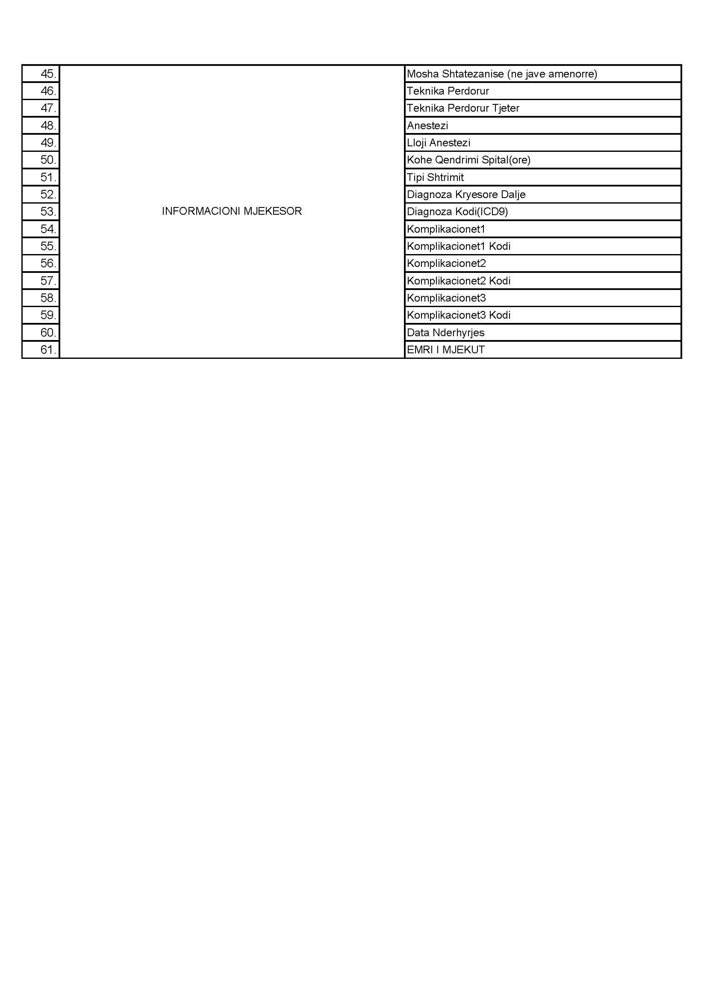 45. Mosha Shtatezanise (ne jave amenorre)
46. Teknika Perdorur
47. Teknika Perdorur Tjeter
48. Anestezi
49. Lloji Anestezi
50. Kohe Qendrimi Spital(ore)
51. Tipi Shtrimit
52. Diagnoza Kryesore Dalje
53. INFORMACIONI MJEKESOR Diagnoza Kodi(ICD9)
54. Komplikacionet1
55. Komplikacionet1 Kodi
56. Komplikacionet2
57. Komplikacionet2 Kodi
58. Komplikacionet3
59. Komplikacionet3 Kodi
60. Data Nderhyrjes
61. EMRI I MJEKUT